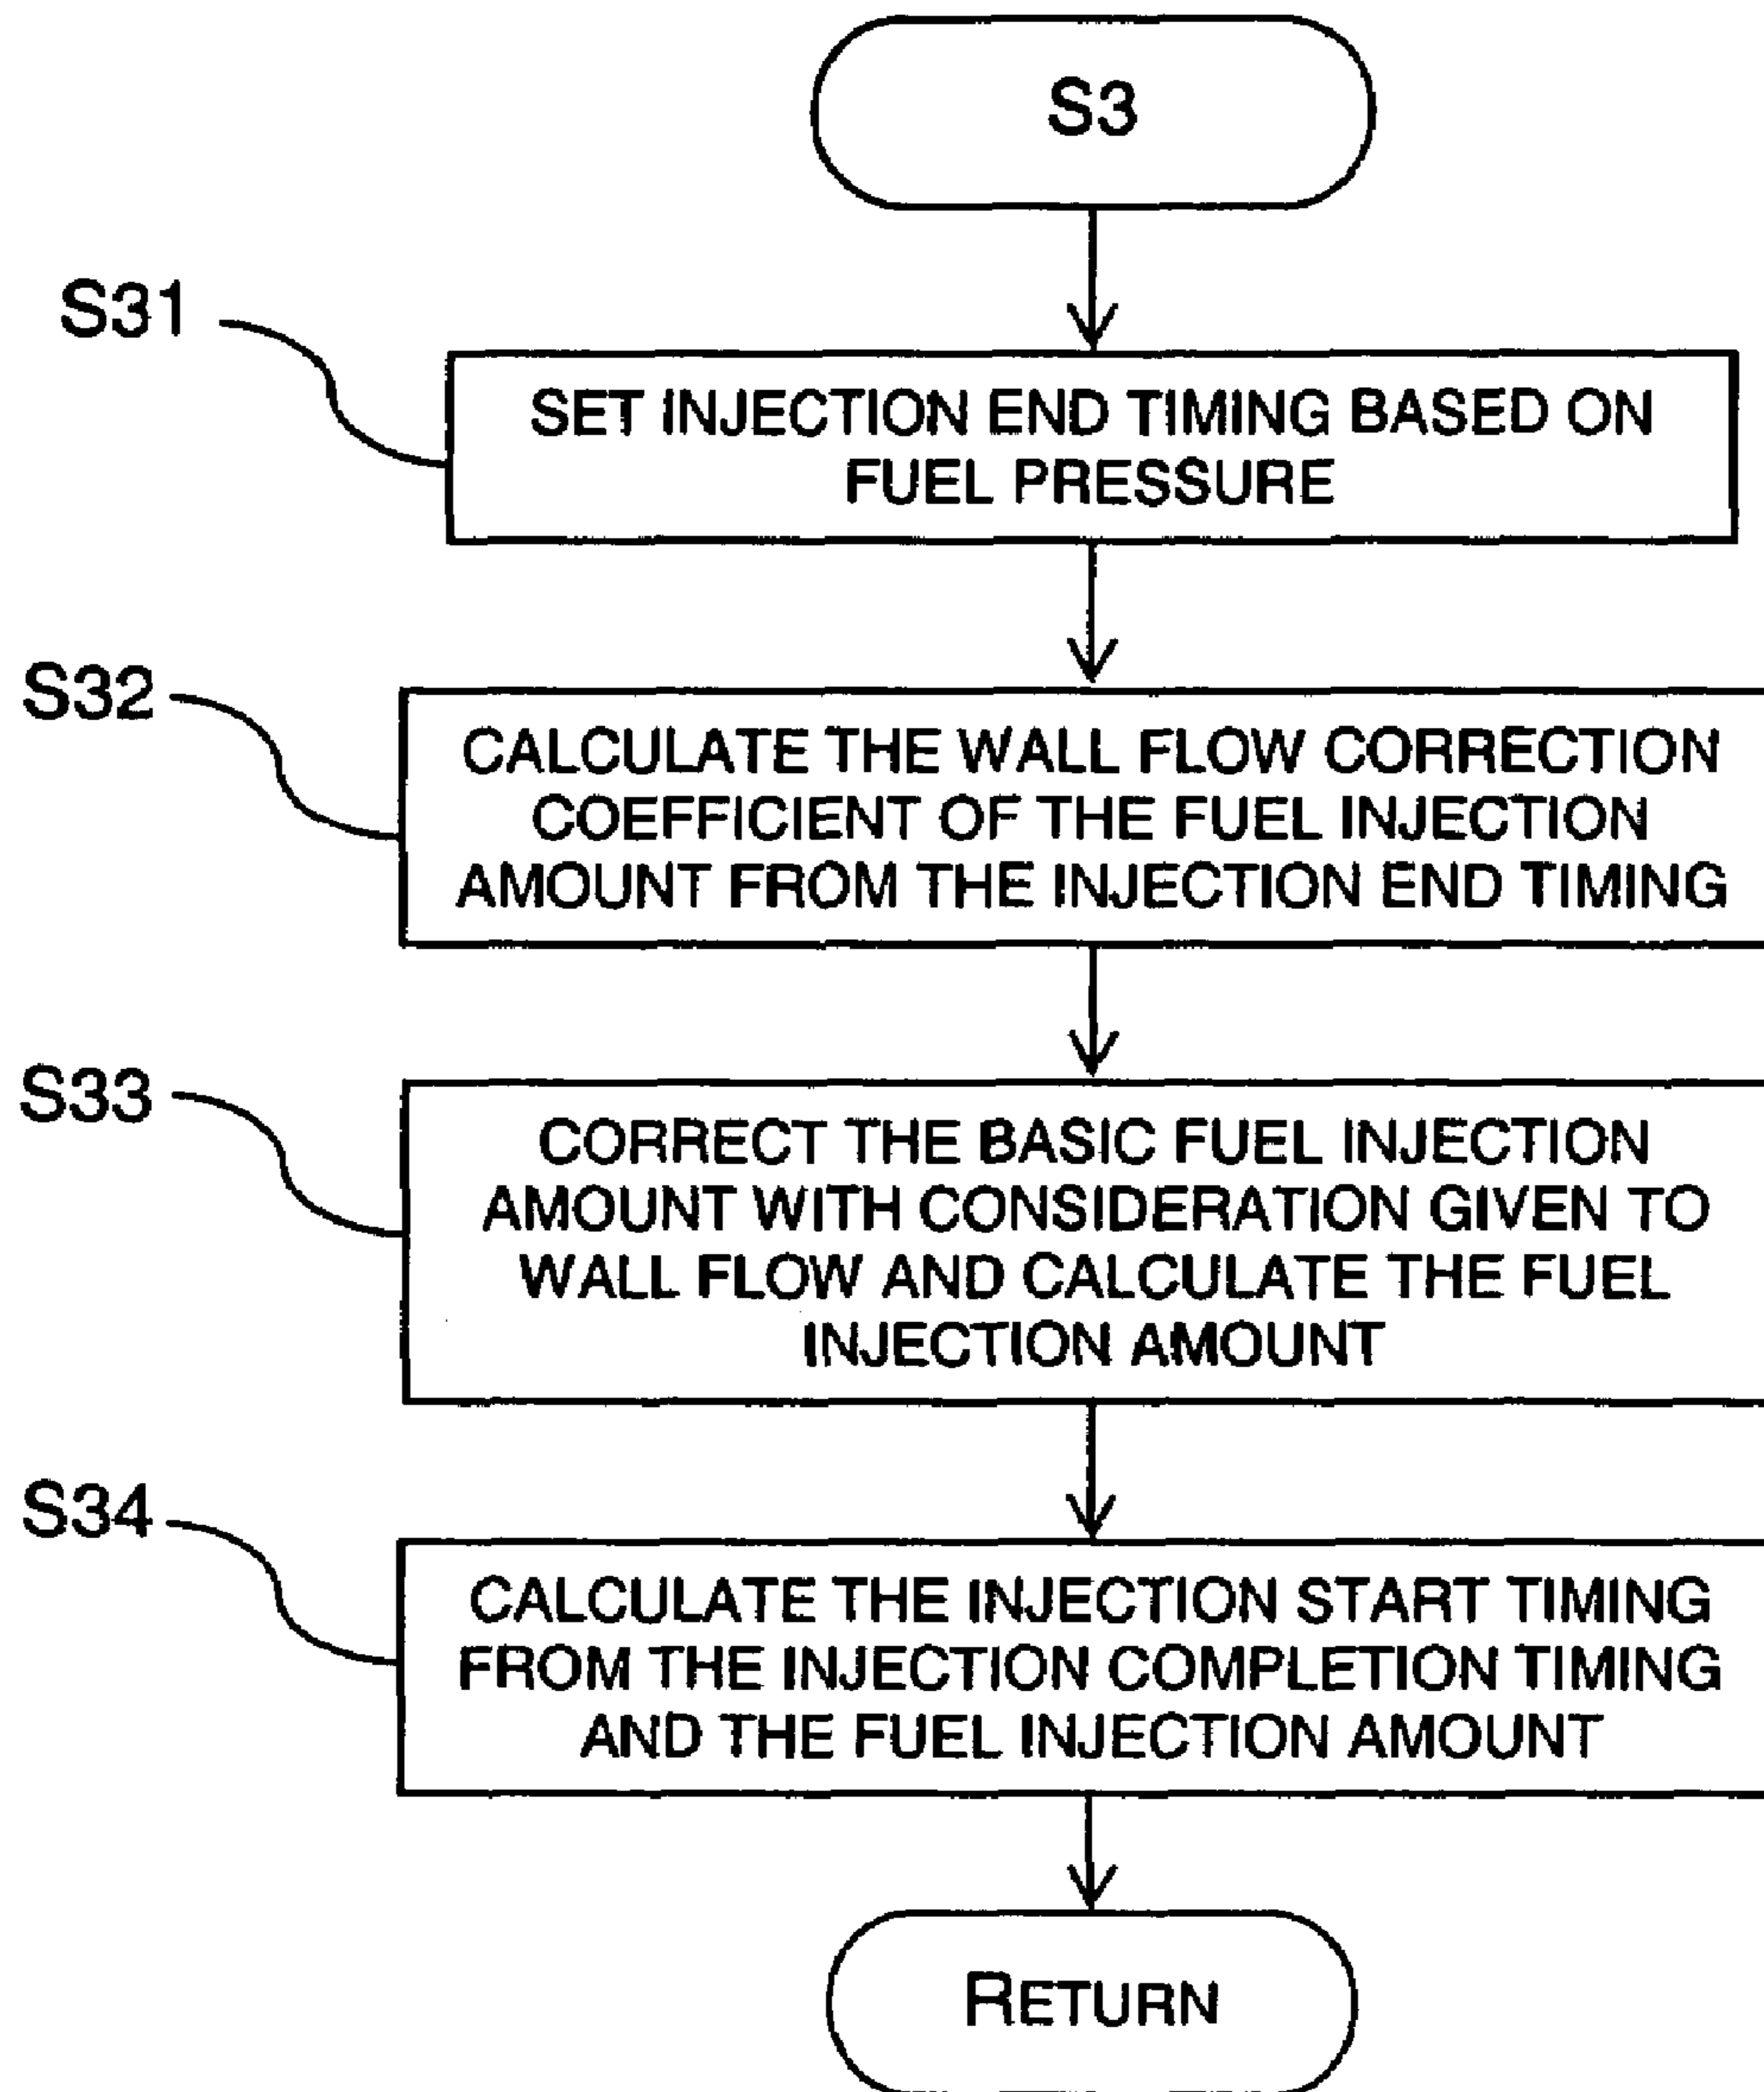 S3
S31
SET INJECTION END TIMING BASED ON
FUEL PRESSURE
S32
CALCULATE THE WALL FLOW CORRECTION
COEFFICIENT OF THE FUEL INJECTION
AMOUNT FROM THE INJECTION END TIMING
S33
CORRECT THE BASIC FUEL INJECTION
AMOUNT WITH CONSIDERATION GIVEN TO
WALL FLOW AND CALCULATE THE FUEL
INJECTION AMOUNT
S34
CALCULATE THE INJECTION START TIMING
FROM THE INJECTION COMPLETION TIMING
AND THE FUEL INJECTION AMOUNT
RETURN